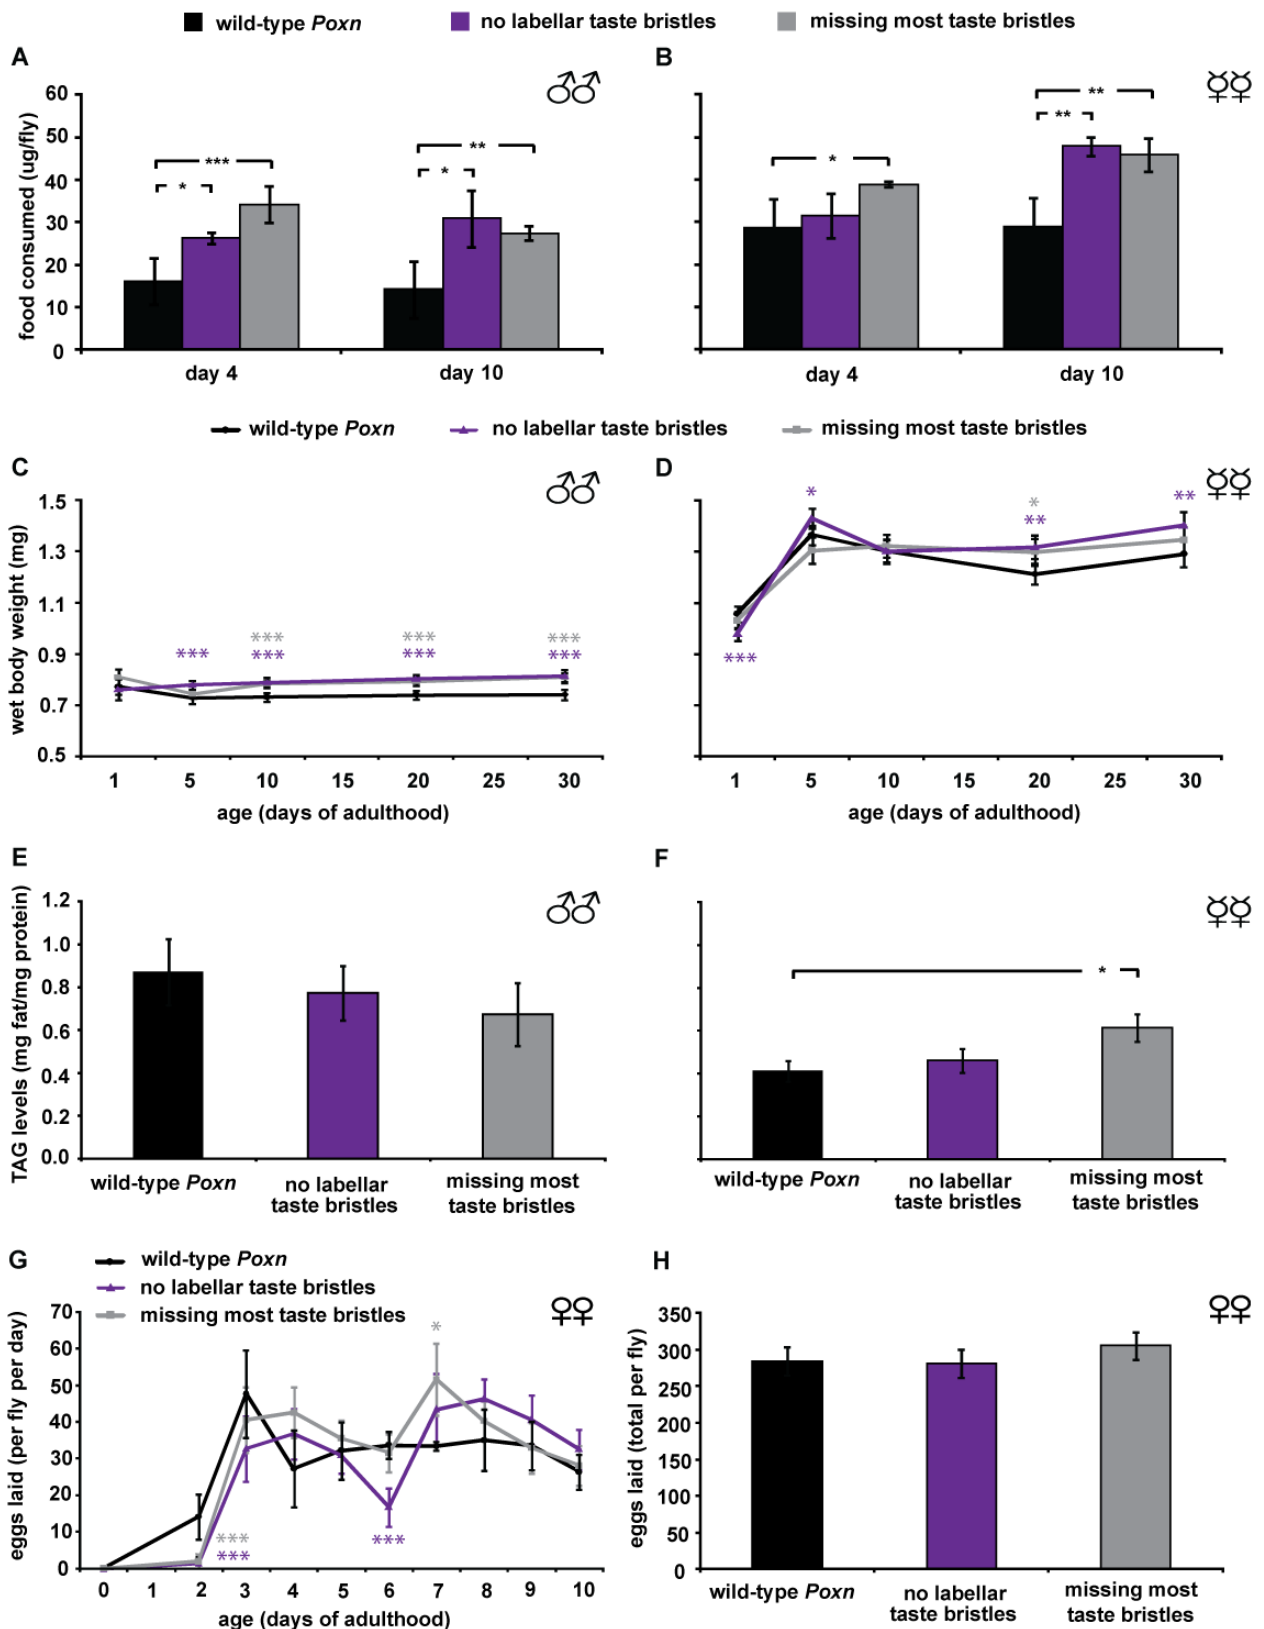 wild-type Poxn no labellar taste bristles missing most taste bristles
A
B
♂♂
☿☿
60
50
40
30
20
10
0
food consumed (ug/fly)
***
*
**
*
*
**
**
day 4 day 10
day 4 day 10
wild-type Poxn no labellar taste bristles missing most taste bristles
C
D
♂♂
☿☿
1.5
1.3
1.1
0.9
0.7
0.5
wet body weight (mg)
***
***
***
***
***
***
***
*
*
**
**
***
1 5 10 15 20 25 30
age (days of adulthood)
1 5 10 15 20 25 30
age (days of adulthood)
E
F
♂♂
☿☿
1.2
1.0
0.8
0.6
0.4
0.2
0.0
TAG levels (mg fat/mg protein)
*
wild-type Poxn
no labellar
taste bristles
missing most
taste bristles
wild-type Poxn
no labellar
taste bristles
missing most
taste bristles
G
wild-type Poxn
no labellar taste bristles
missing most taste bristles
H
♀♀
♀♀
70
60
50
40
30
20
10
0
eggs laid (per fly per day)
*
***
***
***
0 1 2 3 4 5 6 7 8 9 10
age (days of adulthood)
350
300
250
200
150
100
50
0
eggs laid (total per fly)
wild-type Poxn
no labellar
taste bristles
missing most
taste bristles